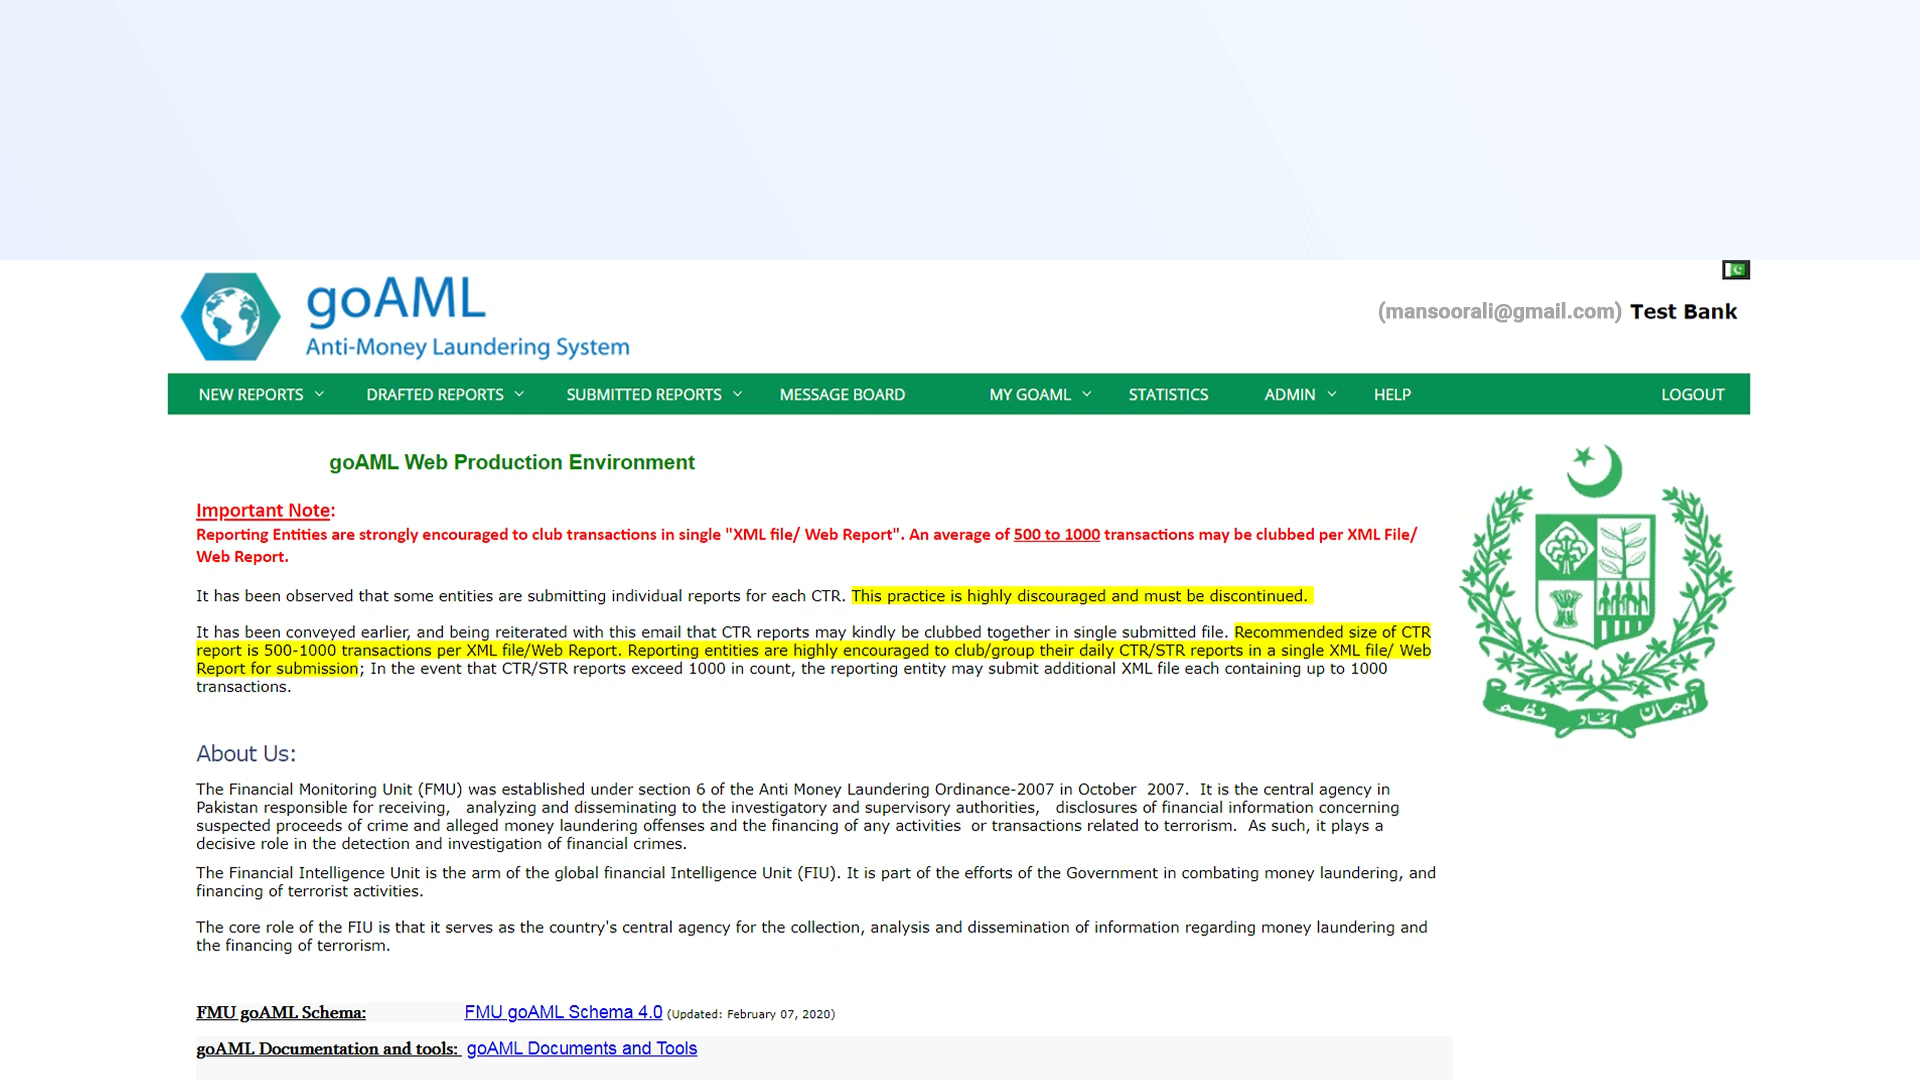 goAML
Anti-Money Laundering System
(mansoorali@gmail.com) Test Bank
NEW REPORTS DRAFTED REPORTS SUBMITTED REPORTS MESSAGE BOARD MY GOAML STATISTICS ADMIN HELP LOGOUT
goAML Web Production Environment
Important Note:
Reporting Entities are strongly encouraged to club transactions in single "XML file/ Web Report". An average of 500 to 1000 transactions may be clubbed per XML File/
Web Report.
It has been observed that some entities are submitting individual reports for each CTR. This practice is highly discouraged and must be discontinued.
It has been conveyed earlier, and being reiterated with this email that CTR reports may kindly be clubbed together in single submitted file. Recommended size of CTR
report is 500-1000 transactions per XML file/Web Report. Reporting entities are highly encouraged to club/group their daily CTR/STR reports in a single XML file/ Web
Report for submission; In the event that CTR/STR reports exceed 1000 in count, the reporting entity may submit additional XML file each containing up to 1000
transactions.
ایمان اتحاد نظم
About Us:
The Financial Monitoring Unit (FMU) was established under section 6 of the Anti Money Laundering Ordinance-2007 in October 2007. It is the central agency in
Pakistan responsible for receiving, analyzing and disseminating to the investigatory and supervisory authorities, disclosures of financial information concerning
suspected proceeds of crime and alleged money laundering offenses and the financing of any activities or transactions related to terrorism. As such, it plays a
decisive role in the detection and investigation of financial crimes.
The Financial Intelligence Unit is the arm of the global financial Intelligence Unit (FIU). It is part of the efforts of the Government in combating money laundering, and
financing of terrorist activities.
The core role of the FIU is that it serves as the country's central agency for the collection, analysis and dissemination of information regarding money laundering and
the financing of terrorism.
FMU goAML Schema: FMU goAML Schema 4.0 (Updated: February 07, 2020)
goAML Documentation and tools: goAML Documents and Tools